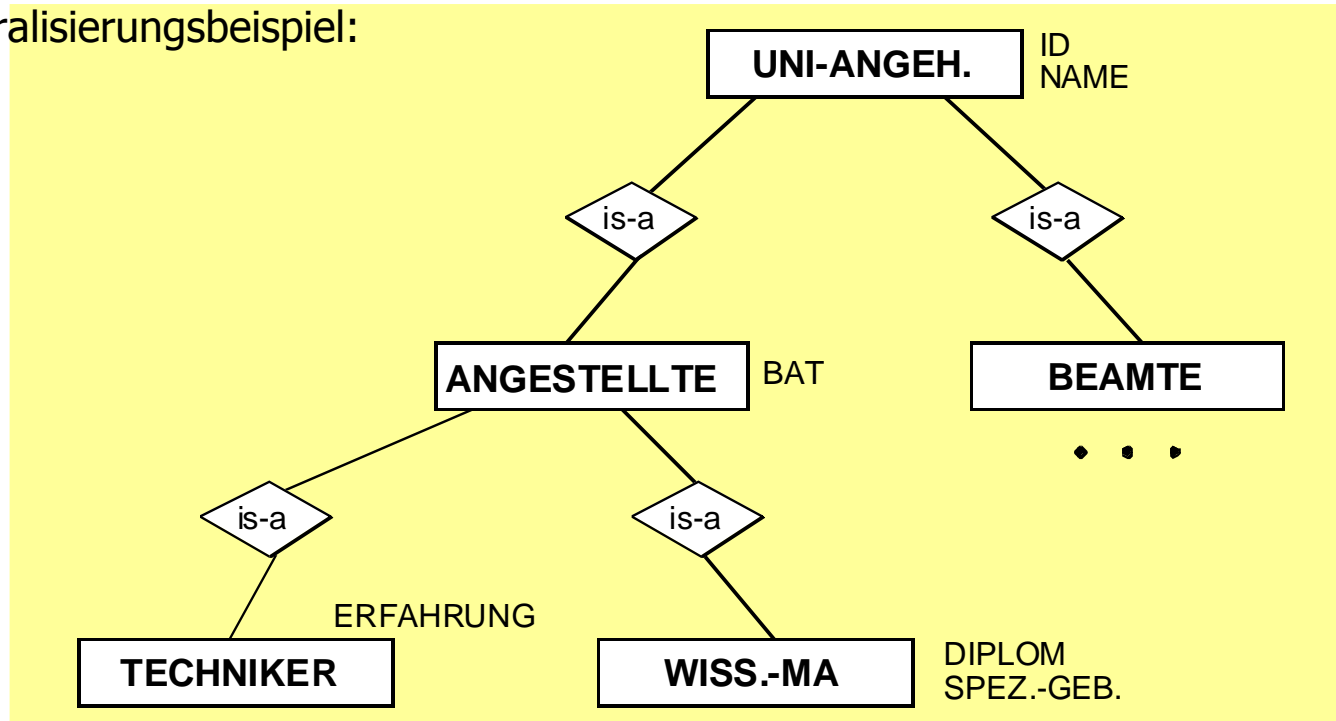 ralisierungsbeispiel:
UNI-ANGEH.
ID
NAME
is-a
is-a
ANGESTELLTE
BAT
BEAMTE
is-a
is-a
ERFAHRUNG
TECHNIKER
WISS.-MA
DIPLOM
SPEZ.-GEB.